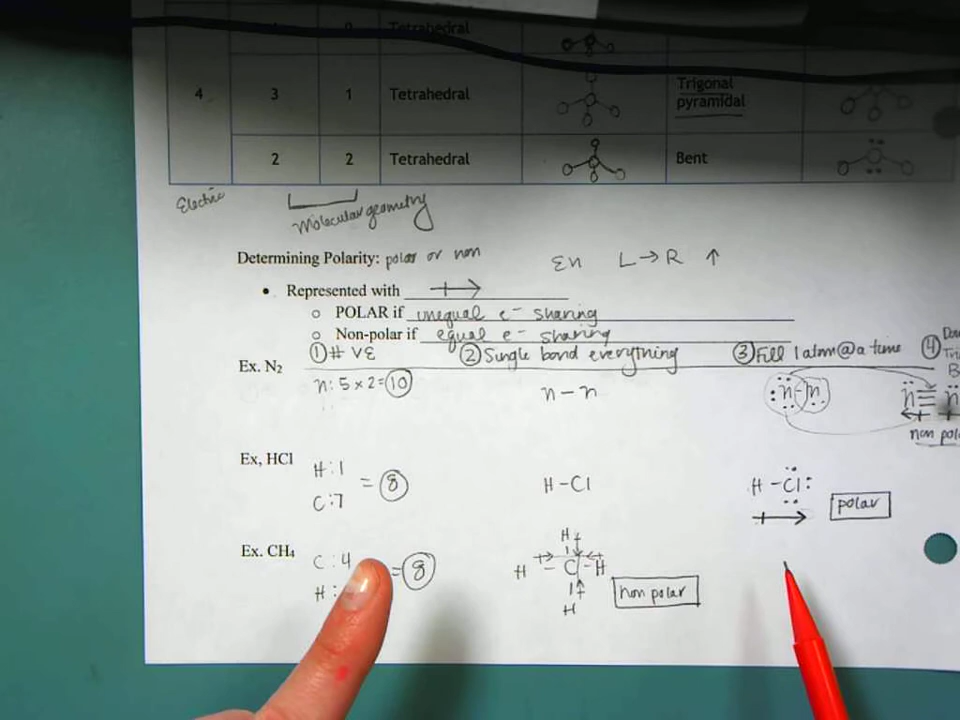 Tetrahedral
4 3 1 Tetrahedral Trigonal pyramidal
2 2 Tetrahedral Bent
Molecular geometry
Determining Polarity: polar or non
En L → R ↑
• Represented with
o POLAR if unequal e⁻ sharing
o Non-polar if equal e⁻ sharing
① # VE ② Single bond everything ③ Fill 1 atom @ a time ④
Ex. N₂
n: 5 x 2 = 10 n – n :n̈-n̈ n̈ ≡ n̈
non pol
Ex, HCl
H: 1
C: 7
= 8
H - Cl H - Cl: polar
Ex. CH₄
C: 4
H:
= 8
H
H - C - H
H
non polar